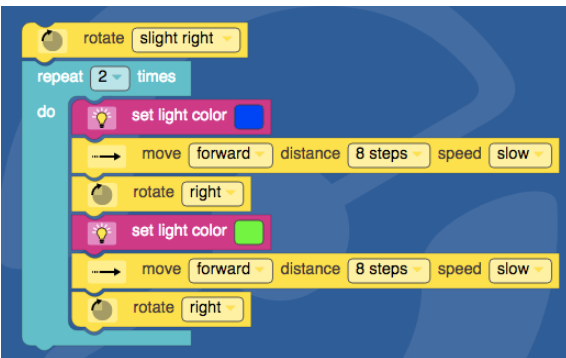 rotate slight right
repeat 2 times
do
set light color
move forward distance 8 steps speed slow
rotate right
set light color
move forward distance 8 steps speed slow
rotate right